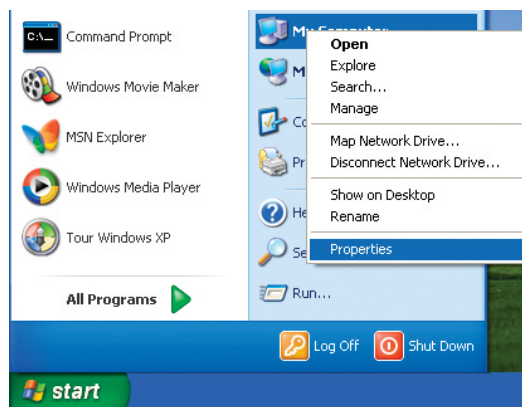 C:\_
Command Prompt
Windows Movie Maker
MSN Explorer
Windows Media Player
Tour Windows XP
All Programs
My Computer
Open
Explore
Search...
Manage
Map Network Drive...
Disconnect Network Drive...
Show on Desktop
Rename
Properties
Run...
Log Off
Shut Down
start